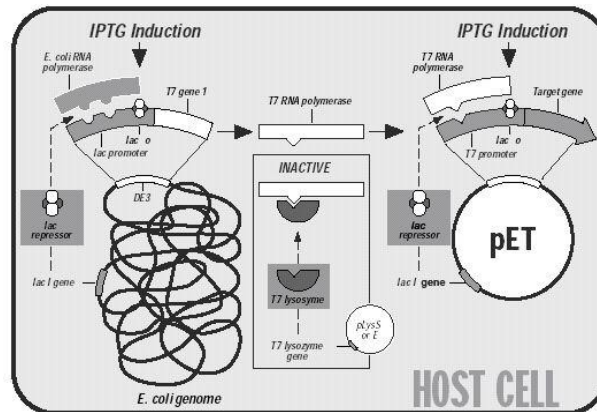 IPTG Induction
E. coli RNA
polymerase
T7 gene 1
lac o
lac promoter
DE3
lac
repressor
lac I gene
E. coli genome
T7 RNA polymerase
INACTIVE
T7 lysosyme
T7 lysozyme
gene
pLysS
or E
IPTG Induction
T7 RNA
polymerase
Target gene
lac o
T7 promoter
lac
repressor
lac I gene
pET
HOST CELL